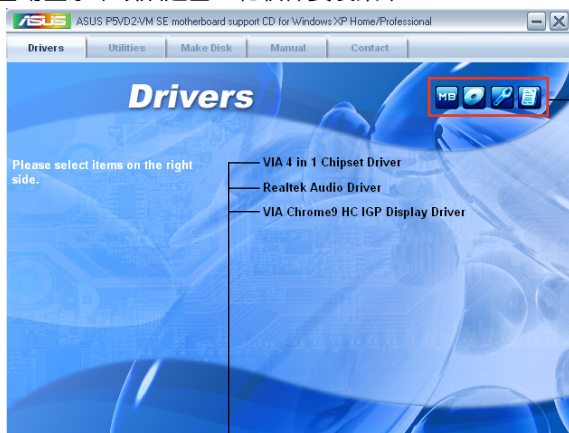 ASUS ASUS P5VD2-VM SE motherboard support CD for Windows XP Home/Professional
Drivers Utilities Make Disk Manual Contact
Drivers
MB
Please select items on the right
side.
VIA 4 in 1 Chipset Driver
Realtek Audio Driver
VIA Chrome9 HC IGP Display Driver